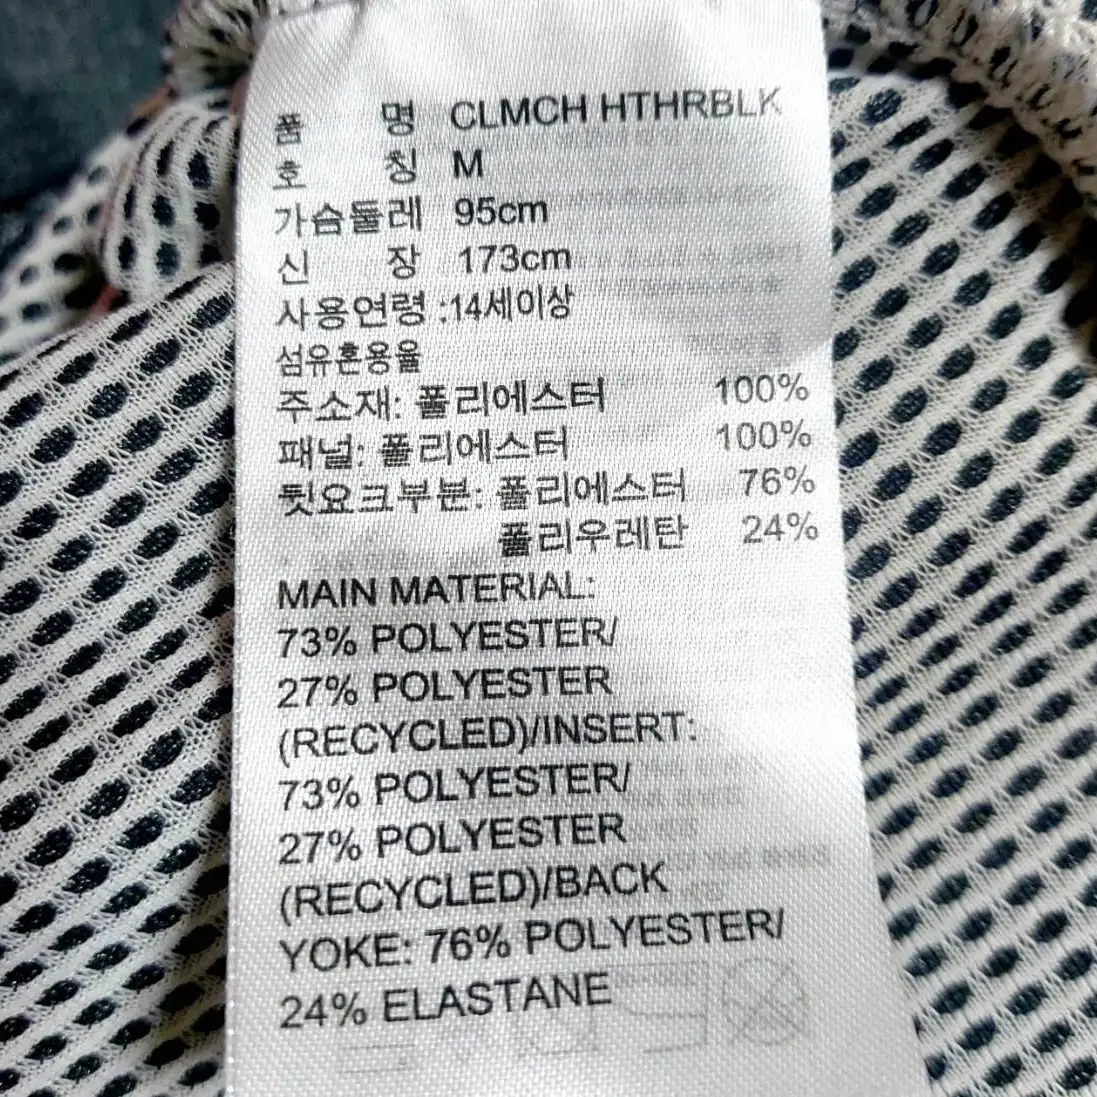 품 명 CLMCH HTHRBLK
호 칭 M
가슴둘레 95cm
신 장 173cm
사용연령 :14세이상
섬유혼용율
주소재: 폴리에스터 100%
패널: 폴리에스터 100%
뒷요크부분: 폴리에스터 76%
폴리우레탄 24%
MAIN MATERIAL:
73% POLYESTER/
27% POLYESTER
(RECYCLED)/INSERT:
73% POLYESTER/
27% POLYESTER
(RECYCLED)/BACK
YOKE: 76% POLYESTER/
24% ELASTANE